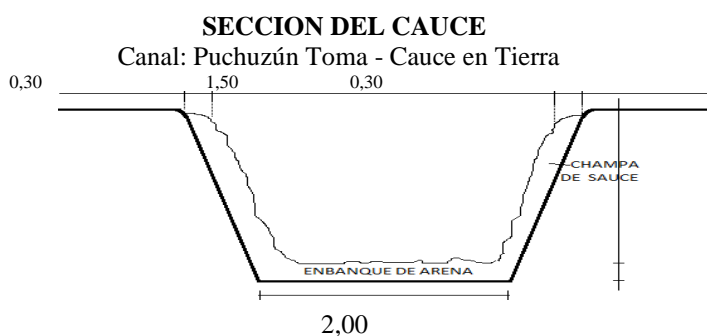 SECCION DEL CAUCE
Canal: Puchuzún Toma - Cauce en Tierra
0,30 1,50 0,30
CHAMPA
DE SAUCE
ENBANQUE DE ARENA
2,00